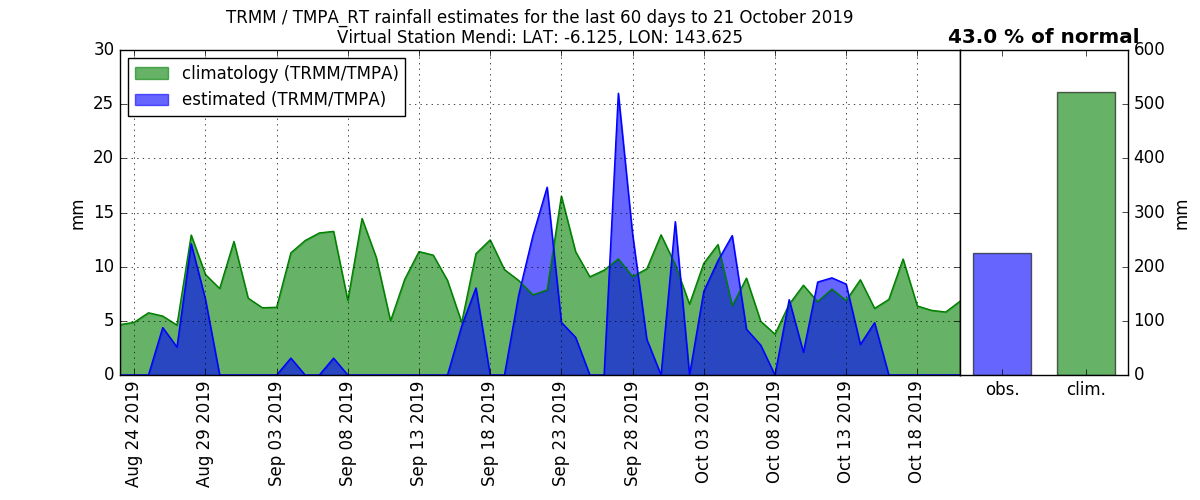 TRMM / TMPA_RT rainfall estimates for the last 60 days to 21 October 2019
Virtual Station Mendi: LAT: -6.125, LON: 143.625
43.0 % of normal
climatology (TRMM/TMPA)
estimated (TRMM/TMPA)
30
25
20
15
10
5
0
mm
600
500
400
300
200
100
0
mm
Aug 24 2019
Aug 29 2019
Sep 03 2019
Sep 08 2019
Sep 13 2019
Sep 18 2019
Sep 23 2019
Sep 28 2019
Oct 03 2019
Oct 08 2019
Oct 13 2019
Oct 18 2019
obs.
clim.